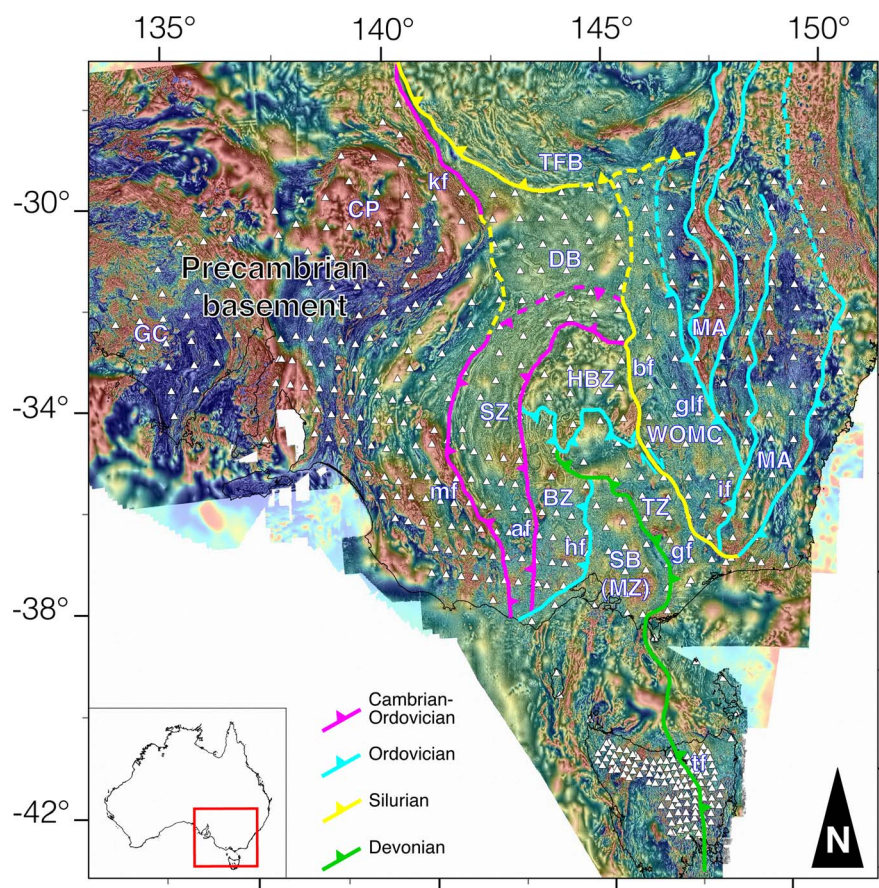 135° 140° 145° 150°
-30°
-34°
-38°
-42°
TFB
kf
CP
DB
Precambrian
basement
GC
MA
bf
HBZ
glf
SZ
WOMC
MA
mf
if
BZ
TZ
af
hf
gf
SB
(MZ)
tf
Cambrian-
Ordovician
Ordovician
Silurian
Devonian
N